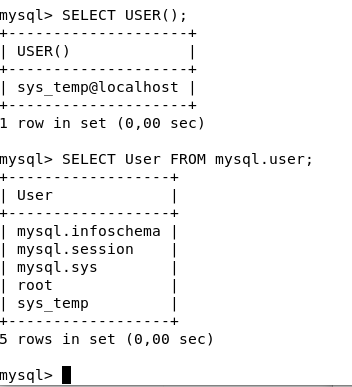 mysql> SELECT USER();
+--------------------+
| USER()             |
+--------------------+
| sys_temp@localhost |
+--------------------+
1 row in set (0,00 sec)
mysql> SELECT User FROM mysql.user;
+------------------+
| User             |
+------------------+
| mysql.infoschema |
| mysql.session    |
| mysql.sys        |
| root             |
| sys_temp         |
+------------------+
5 rows in set (0,00 sec)
mysql>